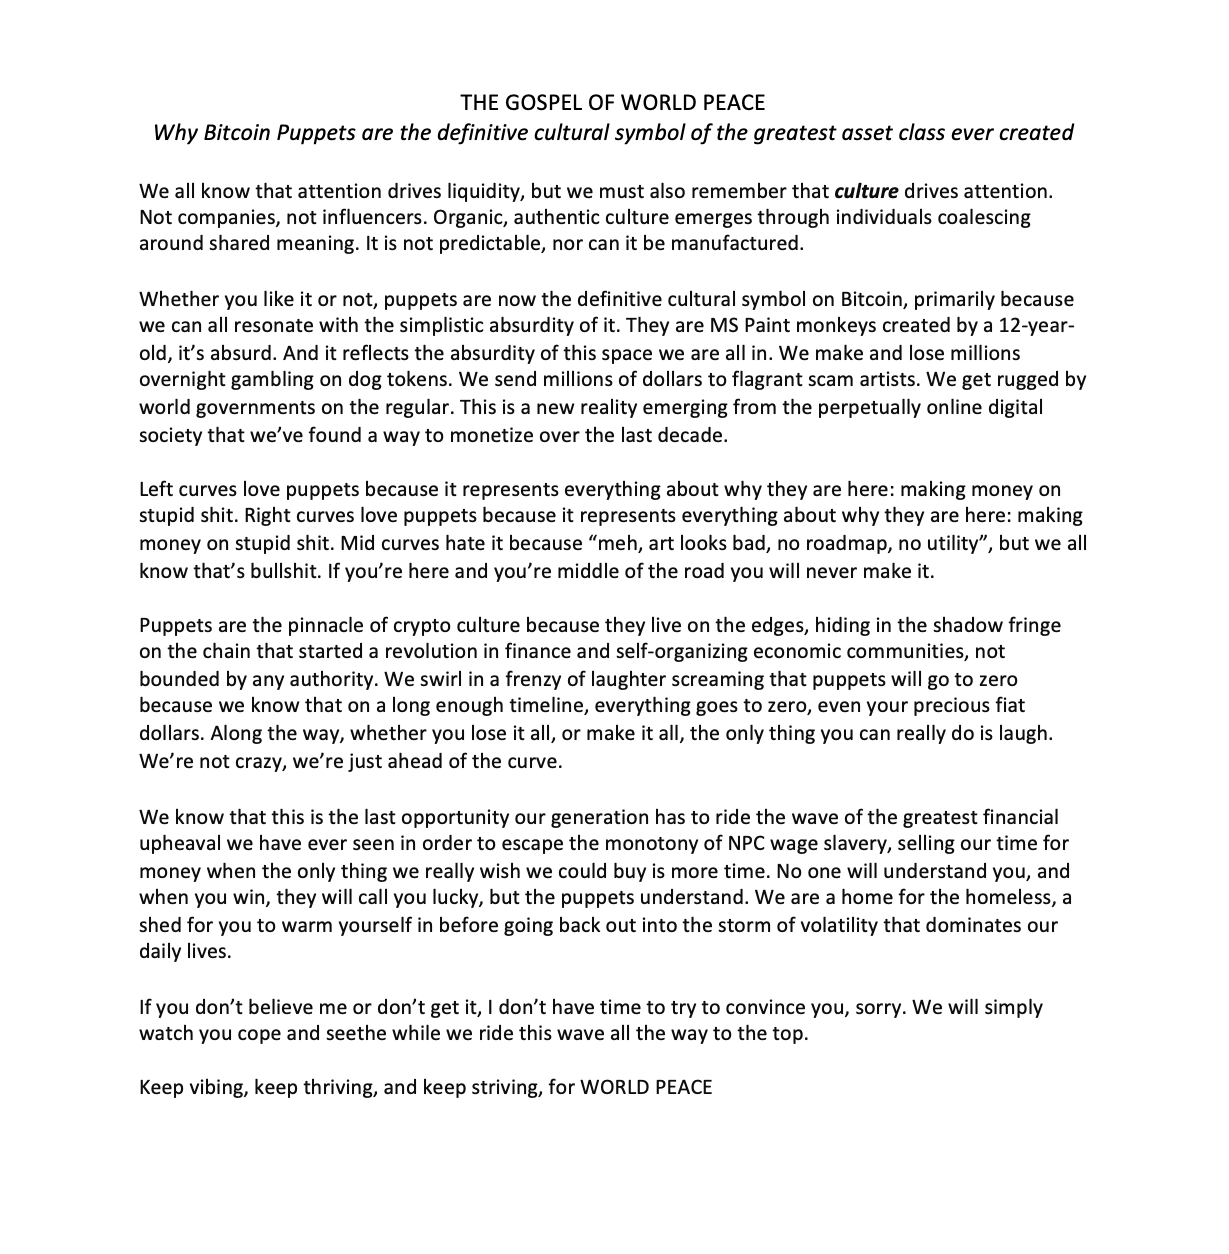 THE GOSPEL OF WORLD PEACE
Why Bitcoin Puppets are the definitive cultural symbol of the greatest asset class ever created
We all know that attention drives liquidity, but we must also remember that culture drives attention.
Not companies, not influencers. Organic, authentic culture emerges through individuals coalescing
around shared meaning. It is not predictable, nor can it be manufactured.
Whether you like it or not, puppets are now the definitive cultural symbol on Bitcoin, primarily because
we can all resonate with the simplistic absurdity of it. They are MS Paint monkeys created by a 12-year-
old, it’s absurd. And it reflects the absurdity of this space we are all in. We make and lose millions
overnight gambling on dog tokens. We send millions of dollars to flagrant scam artists. We get rugged by
world governments on the regular. This is a new reality emerging from the perpetually online digital
society that we’ve found a way to monetize over the last decade.
Left curves love puppets because it represents everything about why they are here: making money on
stupid shit. Right curves love puppets because it represents everything about why they are here: making
money on stupid shit. Mid curves hate it because “meh, art looks bad, no roadmap, no utility”, but we all
know that’s bullshit. If you’re here and you’re middle of the road you will never make it.
Puppets are the pinnacle of crypto culture because they live on the edges, hiding in the shadow fringe
on the chain that started a revolution in finance and self-organizing economic communities, not
bounded by any authority. We swirl in a frenzy of laughter screaming that puppets will go to zero
because we know that on a long enough timeline, everything goes to zero, even your precious fiat
dollars. Along the way, whether you lose it all, or make it all, the only thing you can really do is laugh.
We’re not crazy, we’re just ahead of the curve.
We know that this is the last opportunity our generation has to ride the wave of the greatest financial
upheaval we have ever seen in order to escape the monotony of NPC wage slavery, selling our time for
money when the only thing we really wish we could buy is more time. No one will understand you, and
when you win, they will call you lucky, but the puppets understand. We are a home for the homeless, a
shed for you to warm yourself in before going back out into the storm of volatility that dominates our
daily lives.
If you don’t believe me or don’t get it, I don’t have time to try to convince you, sorry. We will simply
watch you cope and seethe while we ride this wave all the way to the top.
Keep vibing, keep thriving, and keep striving, for WORLD PEACE